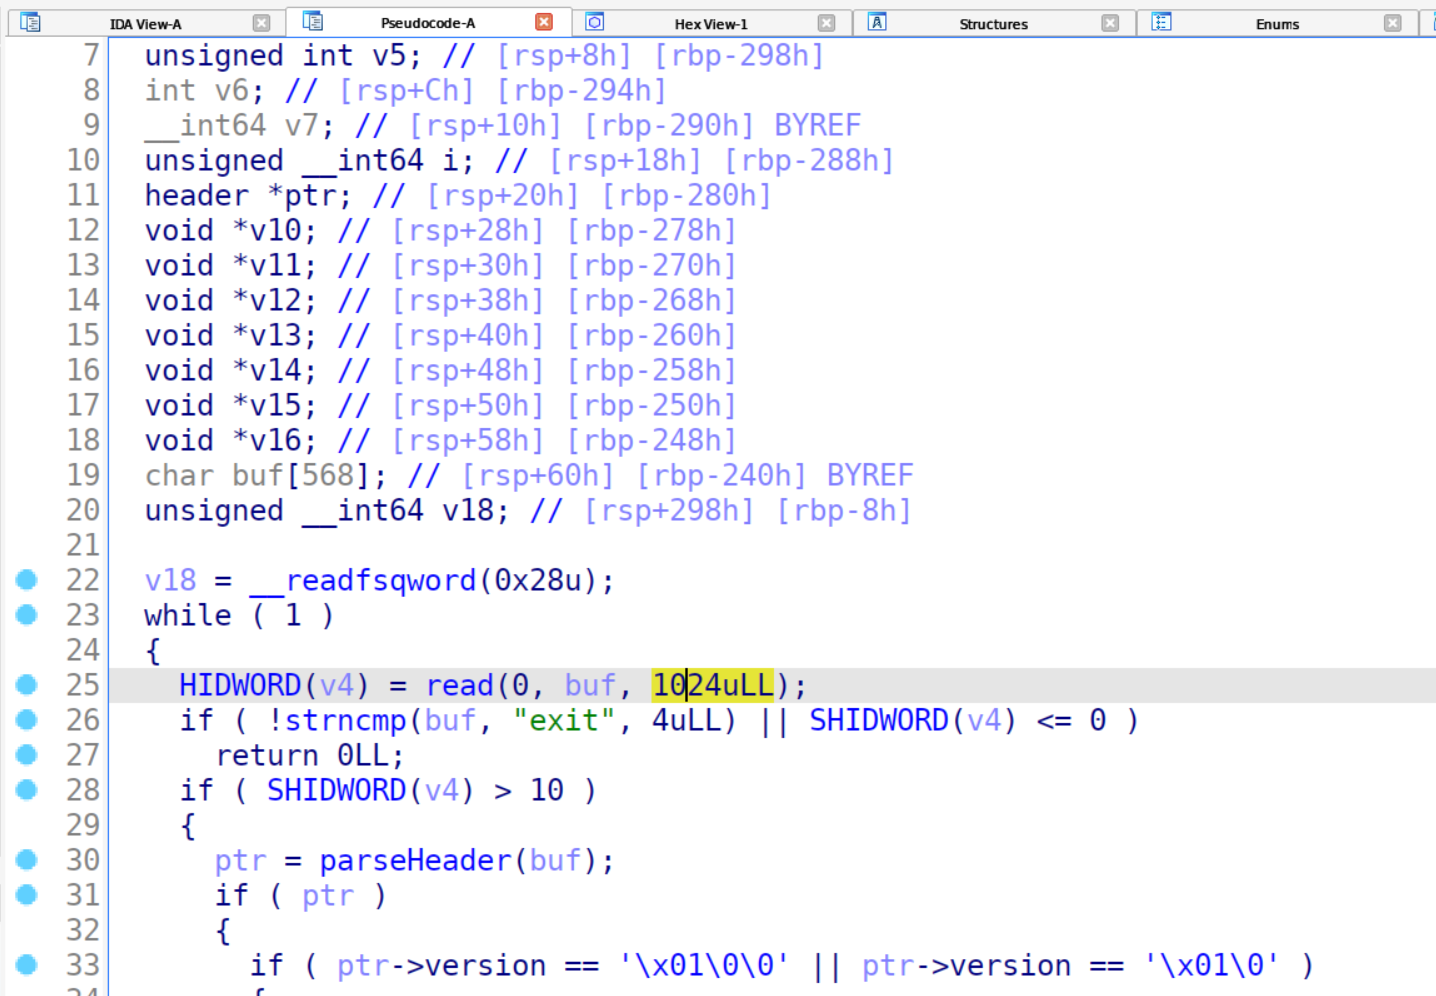 IDA View-A Pseudocode-A Hex View-1 Structures Enums
7 unsigned int v5; // [rsp+8h] [rbp-298h]
8 int v6; // [rsp+Ch] [rbp-294h]
9 __int64 v7; // [rsp+10h] [rbp-290h] BYREF
10 unsigned __int64 i; // [rsp+18h] [rbp-288h]
11 header *ptr; // [rsp+20h] [rbp-280h]
12 void *v10; // [rsp+28h] [rbp-278h]
13 void *v11; // [rsp+30h] [rbp-270h]
14 void *v12; // [rsp+38h] [rbp-268h]
15 void *v13; // [rsp+40h] [rbp-260h]
16 void *v14; // [rsp+48h] [rbp-258h]
17 void *v15; // [rsp+50h] [rbp-250h]
18 void *v16; // [rsp+58h] [rbp-248h]
19 char buf[568]; // [rsp+60h] [rbp-240h] BYREF
20 unsigned __int64 v18; // [rsp+298h] [rbp-8h]
21
22 v18 = __readfsqword(0x28u);
23 while ( 1 )
24 {
25 HIDWORD(v4) = read(0, buf, 1024uLL);
26 if ( !strncmp(buf, "exit", 4uLL) || SHIDWORD(v4) <= 0 )
27 return 0LL;
28 if ( SHIDWORD(v4) > 10 )
29 {
30 ptr = parseHeader(buf);
31 if ( ptr )
32 {
33 if ( ptr->version == '\x01\0\0' || ptr->version == '\x01\0' )